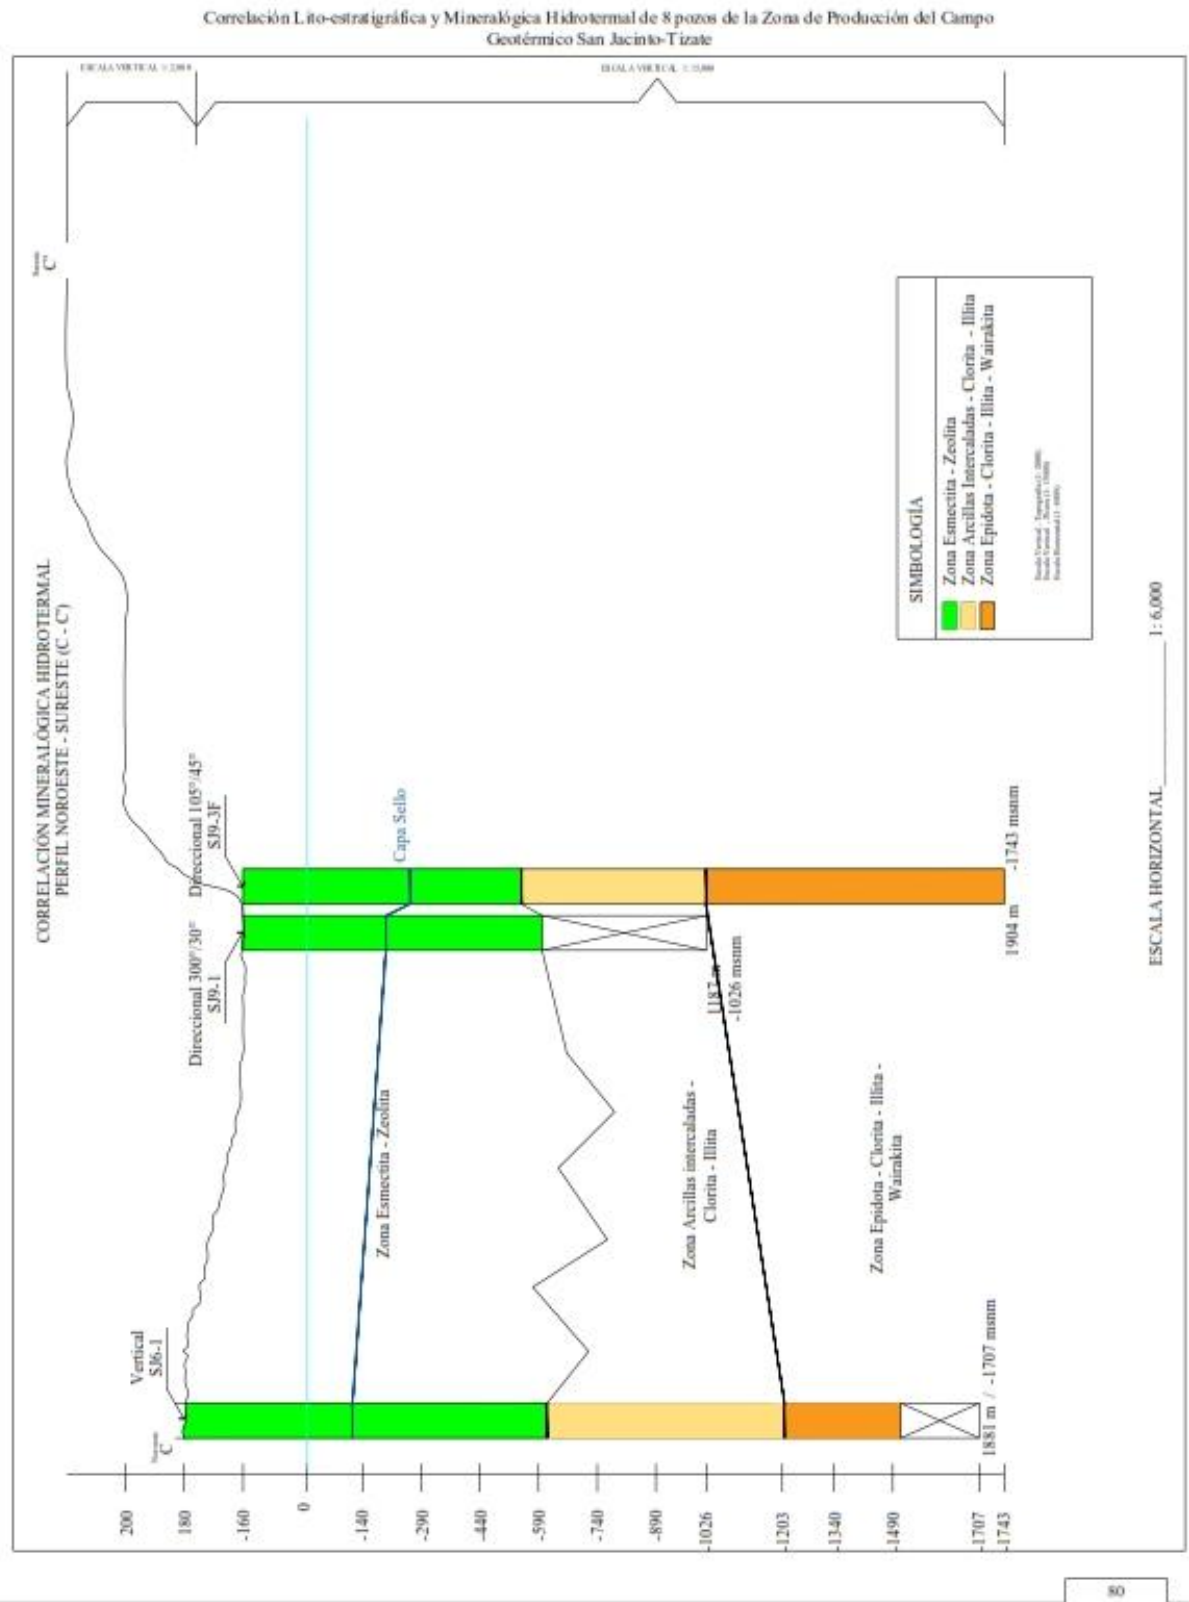 Correlación Lito-estratigráfica y Mineralógica Hidrotermal de 8 pozos de la Zona de Producción del Campo
Geotérmico San Jacinto-Tizate
CORRELACIÓN MINERALÓGICA HIDROTERMAL
PERFIL NOROESTE - SURESTE (C - C')
ESCALA VERTICAL
ESCALA VERTICAL
C
C'
Vertical
SJ6-1
Direccional 300°/30°
SJ9-1
Direccional 105°/45°
SJ9-3F
200
180
-160
0
-140
-290
-440
-590
-740
-890
-1026
-1203
-1340
-1490
-1707
-1743
Capa Sello
Zona Esmectita - Zeolita
Zona Arcillas intercaladas -
Clorita - Illita
Zona Epidota - Clorita - Illita -
Wairakita
1187 m
-1026 msnm
1904 m
-1743 msnm
1881 m / -1707 msnm
SIMBOLOGÍA
Zona Esmectita - Zeolita
Zona Arcillas Intercaladas - Clorita - Illita
Zona Epidota - Clorita - Illita - Wairakita
ESCALA HORIZONTAL__________ 1: 6,000
80